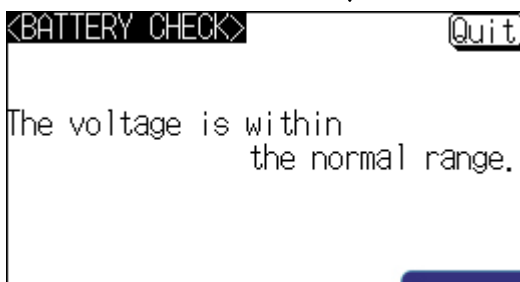 <BATTERY CHECK>
Quit
The voltage is within
the normal range.